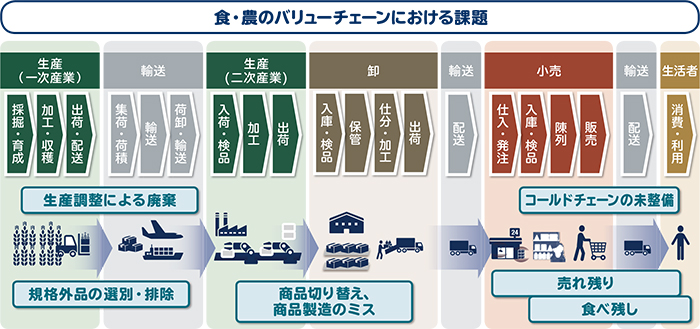 食・農のバリューチェーンにおける課題
生産
（一次産業）
輸送
生産
（二次産業）
卸
輸送
小売
輸送
生活者
採掘・育成
加工・収穫
出荷・配送
集荷・荷積
輸送
荷卸・輸送
入荷・検品
加工
出荷
入庫・検品
保管
仕分・加工
出荷
配送
仕入・発注
入庫・検品
陳列
販売
配送
消費・利用
生産調整による廃棄
コールドチェーンの未整備
24
規格外品の選別・排除
商品切り替え、
商品製造のミス
売れ残り
食べ残し